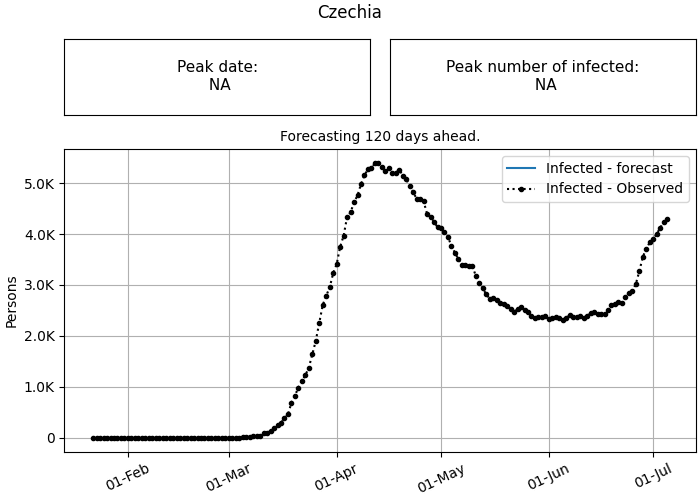 Czechia
Peak date:
NA
Peak number of infected:
NA
Forecasting 120 days ahead.
Infected - forecast
Infected - Observed
5.0K
4.0K
3.0K
2.0K
1.0K
0
Persons
01-Feb
01-Mar
01-Apr
01-May
01-Jun
01-Jul